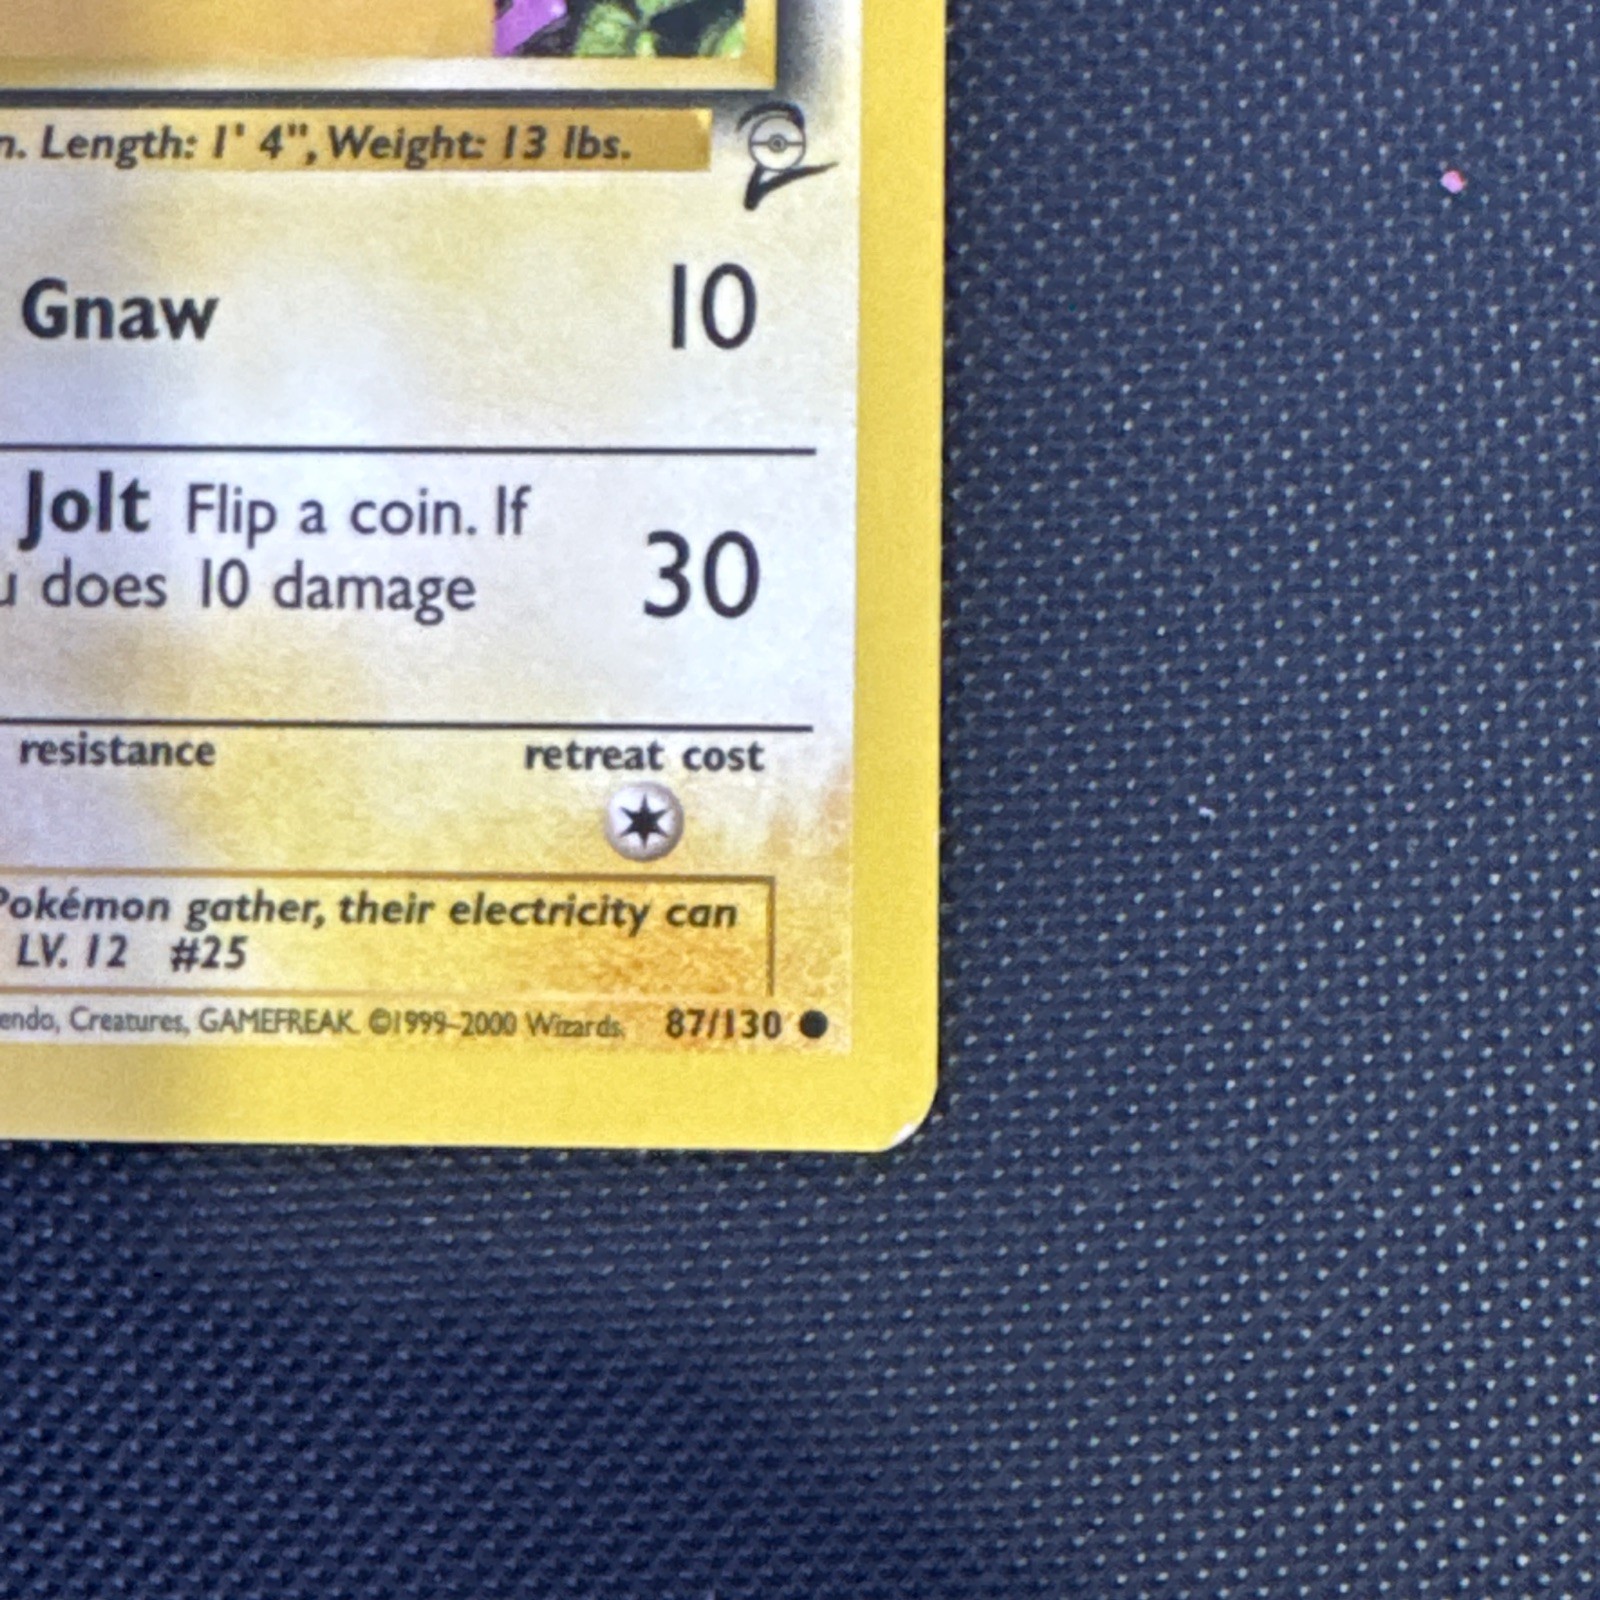 n. Length: 1' 4", Weight: 13 lbs.
Gnaw 10
Jolt Flip a coin. If
u does 10 damage 30
resistance retreat cost
Pokémon gather, their electricity can
LV. 12 #25
endo, Creatures, GAMEFREAK. ©1999-2000 Wizards. 87/130